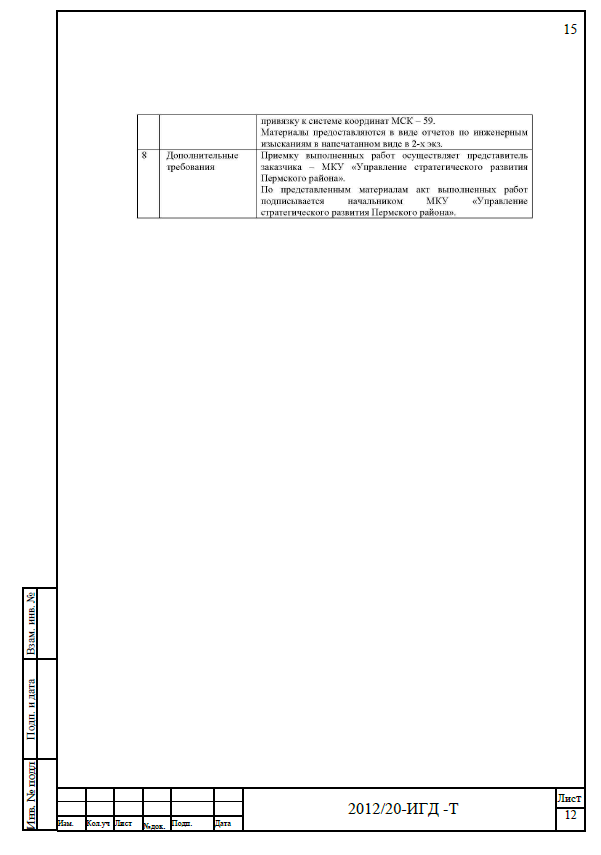 15
привязку к системе координат МСК – 59.
Материалы предоставляются в виде отчетов по инженерным
изысканиям в напечатанном виде в 2-х экз.
8 Дополнительные Приемку выполненных работ осуществляет представитель
требования заказчика – МКУ «Управление стратегического развития
Пермского района».
По представленным материалам акт выполненных работ
подписывается начальником МКУ «Управление
стратегического развития Пермского района».
Взам. инв. №
Подп. и дата
Инв. № подл
2012/20-ИГД -Т
Лист
12
Изм. Кол.уч Лист №док. Подп. Дата